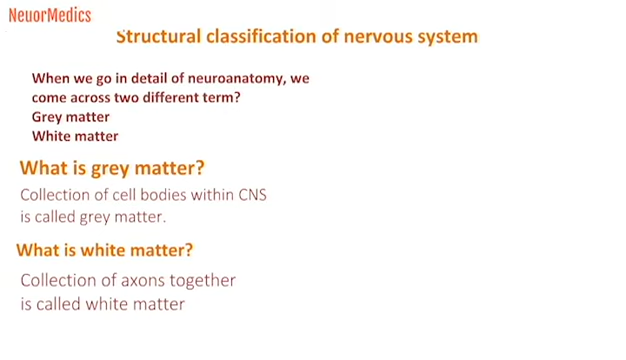 NeuorMedics
Structural classification of nervous system
When we go in detail of neuroanatomy, we
come across two different term?
Grey matter
White matter
What is grey matter?
Collection of cell bodies within CNS
is called grey matter.
What is white matter?
Collection of axons together
is called white matter